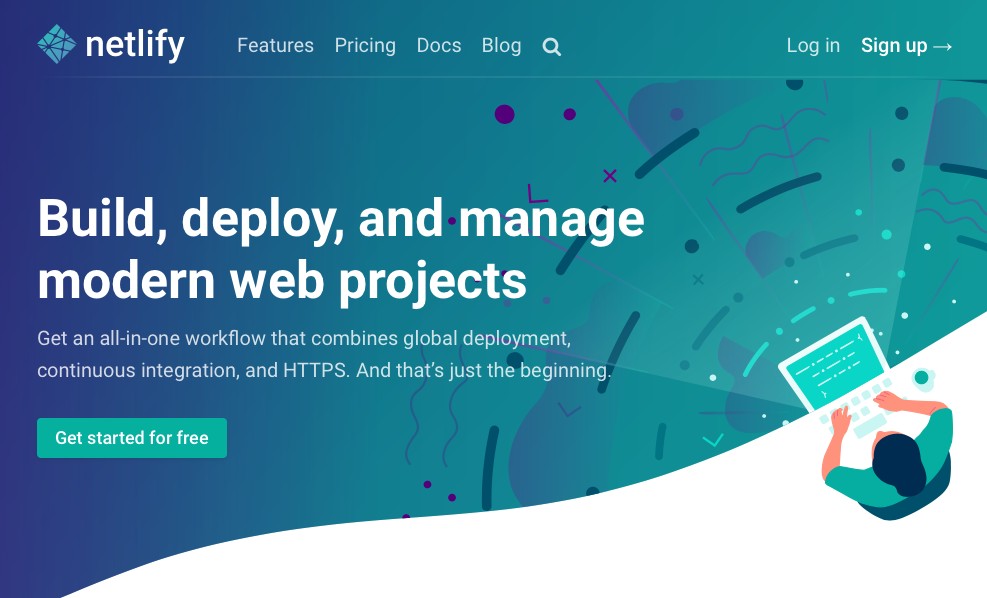 netlify
Features Pricing Docs Blog
Log in Sign up →
Build, deploy, and manage
modern web projects
Get an all-in-one workflow that combines global deployment,
continuous integration, and HTTPS. And that’s just the beginning.
Get started for free